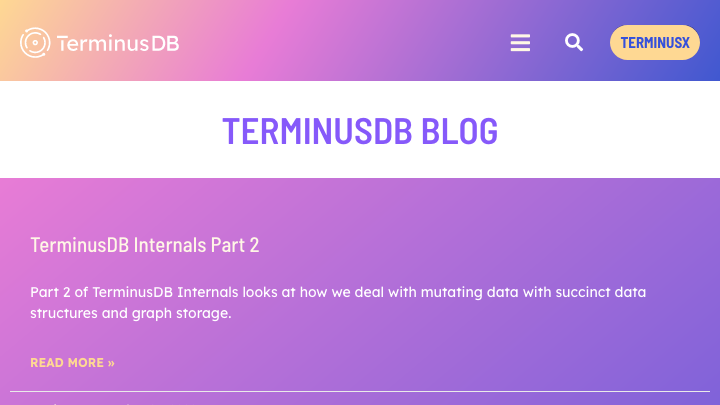 TerminusDB
TERMINUSX
TERMINUSDB BLOG
TerminusDB Internals Part 2
Part 2 of TerminusDB Internals looks at how we deal with mutating data with succinct data
structures and graph storage.
READ MORE »